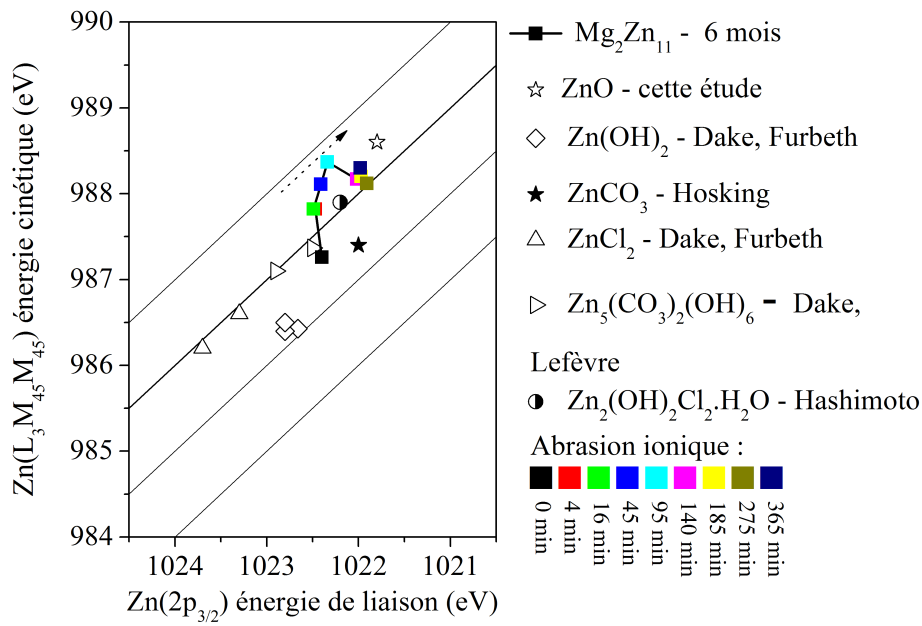 990
989
988
987
986
985
984
Zn(L₃M₄₅M₄₅) énergie cinétique (eV)
1024 1023 1022 1021
Zn(2p₃/₂) énergie de liaison (eV)
Mg₂Zn₁₁ - 6 mois
ZnO - cette étude
Zn(OH)₂ - Dake, Furbeth
ZnCO₃ - Hosking
ZnCl₂ - Dake, Furbeth
Zn₅(CO₃)₂(OH)₆ - Dake,
Lefèvre
Zn₂(OH)₂Cl₂.H₂O - Hashimoto
Abrasion ionique :
0 min
4 min
16 min
45 min
95 min
140 min
185 min
275 min
365 min